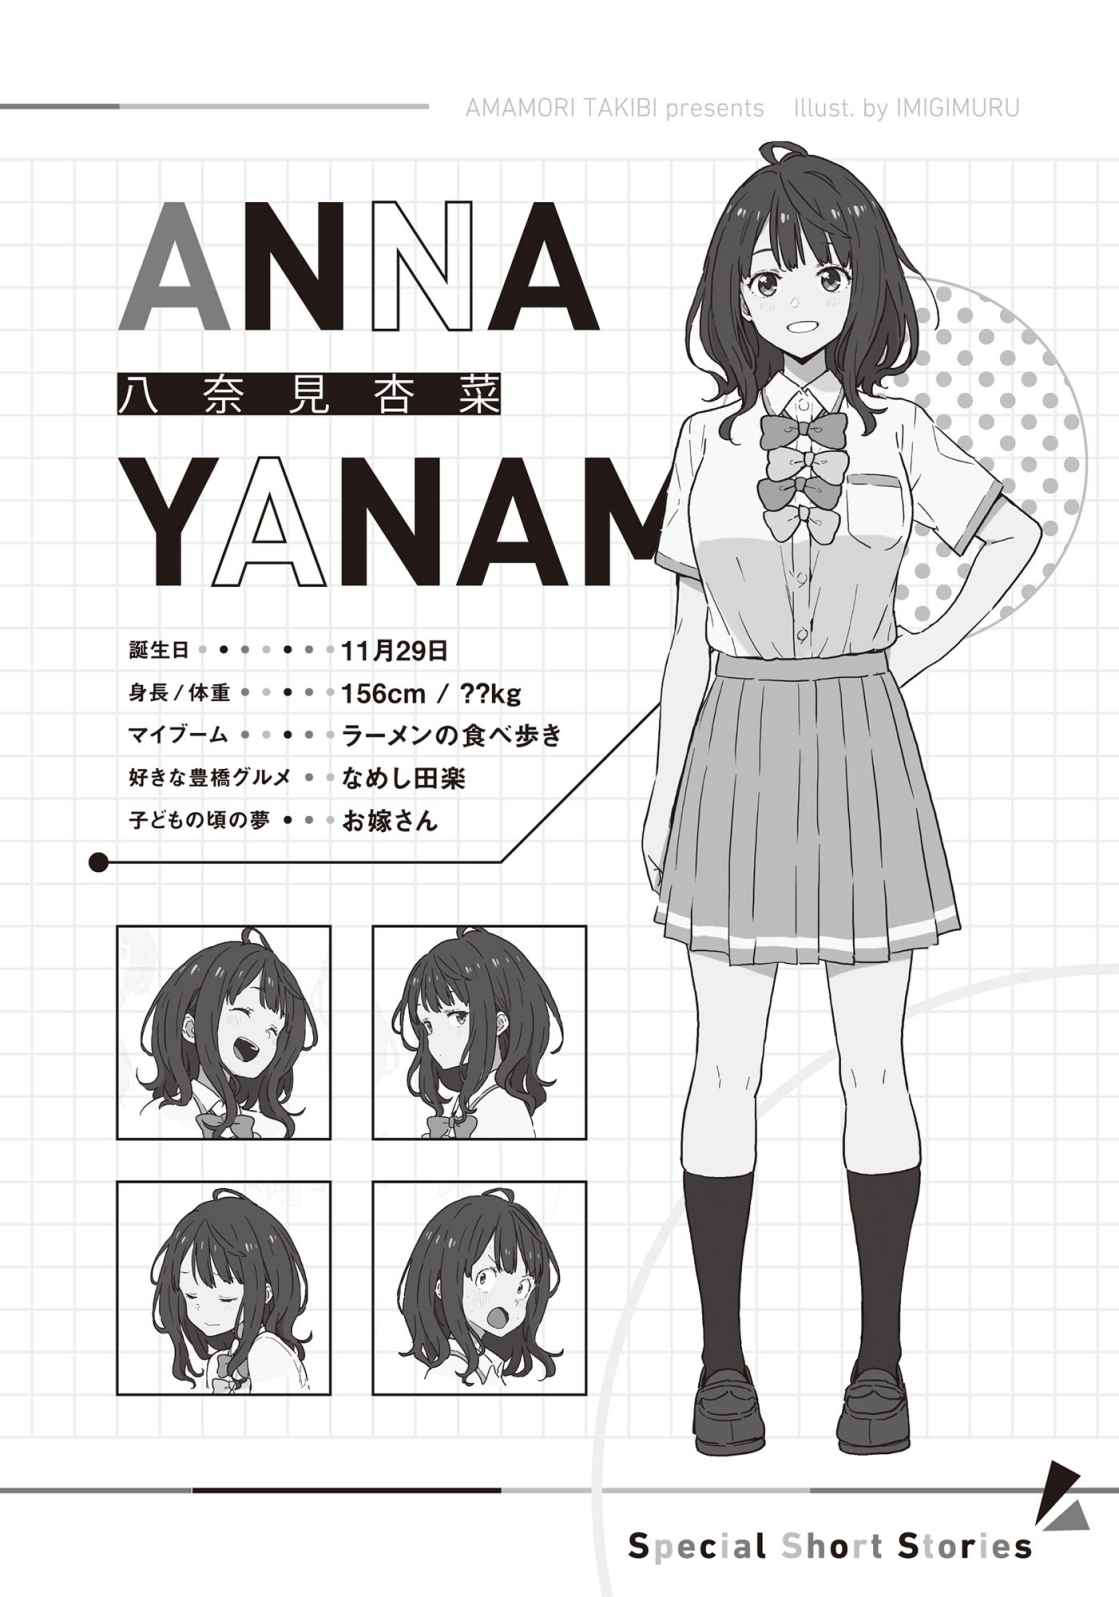 AMAMORI TAKIBI presents Illust. by IMIGIMURU
ANNA
八奈見杏菜
YANAM
誕生日 11月29日
身長 / 体重 156cm / ??kg
マイブーム ラーメンの食べ歩き
好きな豊橋グルメ なめし田楽
子どもの頃の夢 お嫁さん
Special Short Stories